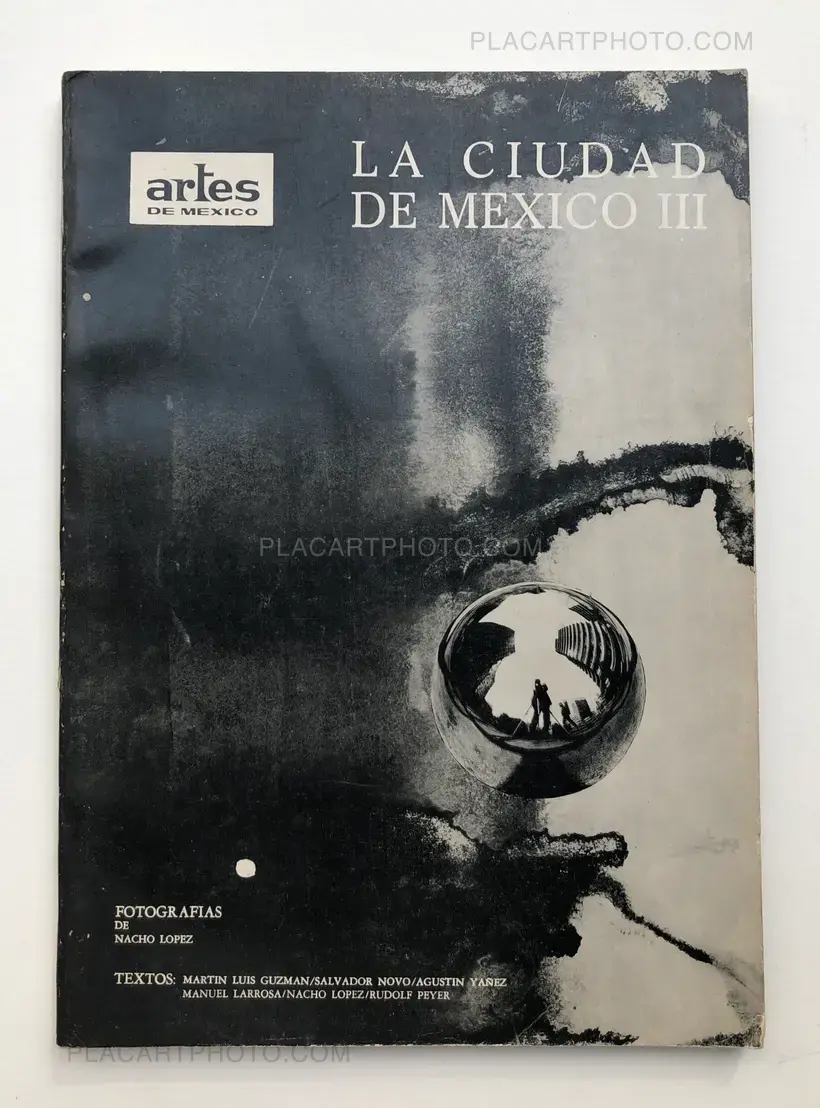 PLACARTPHOTO.COM
artes
DE MEXICO
LA CIUDAD
DE MEXICO III
PLACARTPHOTO.COM
FOTOGRAFIAS
DE
NACHO LOPEZ
TEXTOS: MARTIN LUIS GUZMAN/SALVADOR NOVO/AGUSTIN YAÑEZ
MANUEL LARROSA/NACHO LOPEZ/RUDOLF PEYER
PLACARTPHOTO.COM